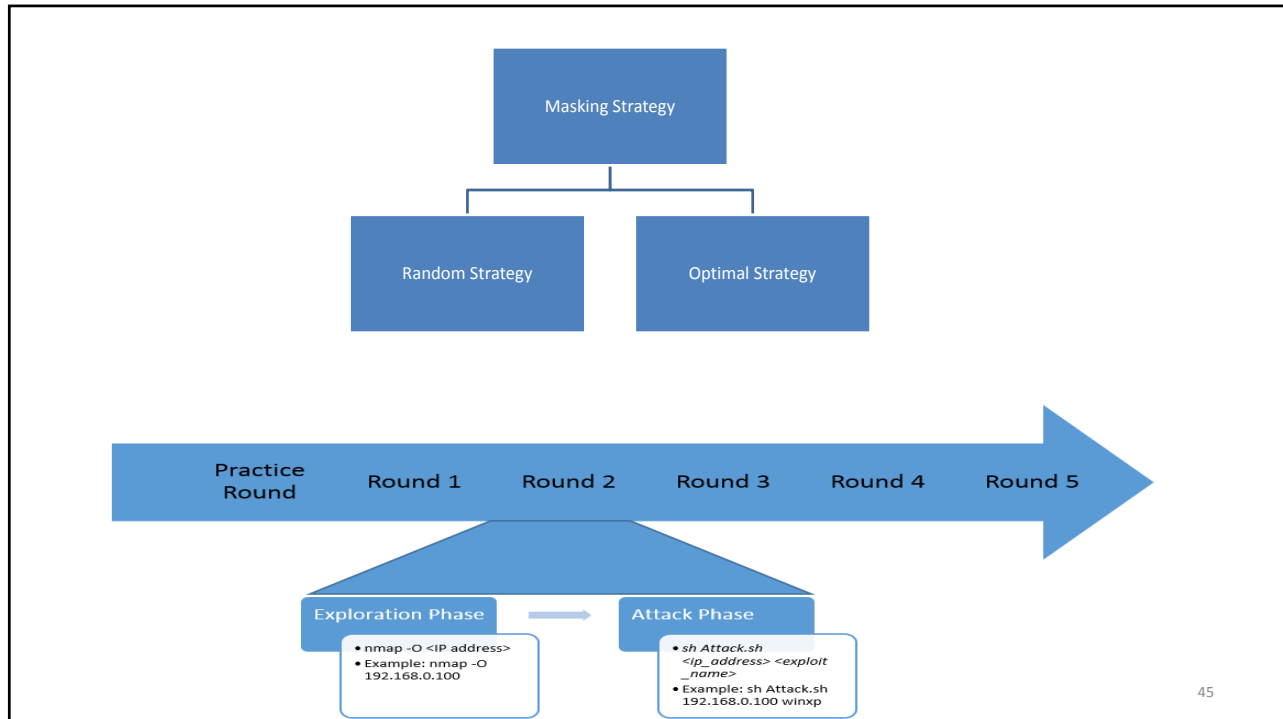 Masking Strategy
Random Strategy
Optimal Strategy
Practice
Round
Round 1
Round 2
Round 3
Round 4
Round 5
Exploration Phase
• nmap -O <IP address>
• Example: nmap -O
192.168.0.100
Attack Phase
• sh Attack.sh
<ip_address> <exploit
_name>
• Example: sh Attack.sh
192.168.0.100 winxp
45